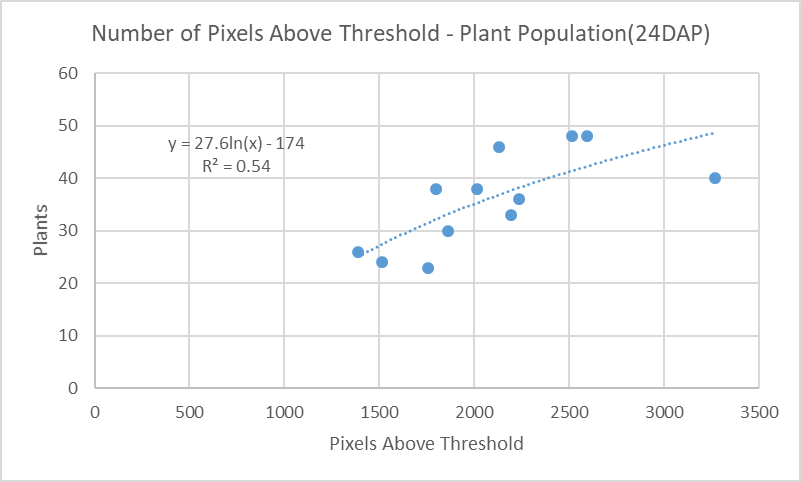 Number of Pixels Above Threshold - Plant Population(24DAP)
60
50
y = 27.6ln(x) - 174
R² = 0.54
40
30
20
10
0
Plants
0 500 1000 1500 2000 2500 3000 3500
Pixels Above Threshold